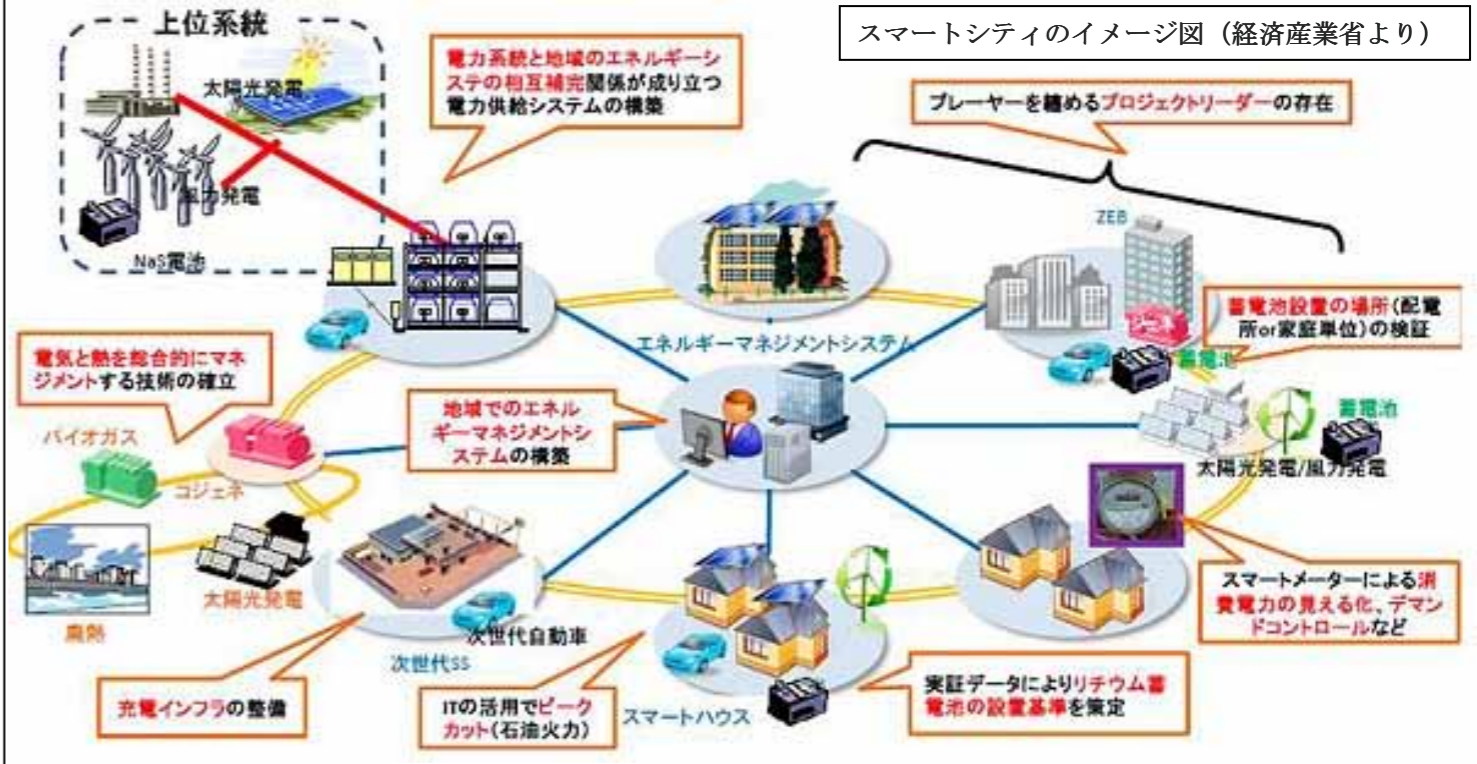 上位系統
太陽光発電
風力発電
NaS電池
スマートシティのイメージ図（経済産業省より）
電力系統と地域のエネルギーシ
ステの相互補完関係が成り立つ
電力供給システムの構築
プレーヤーを纏めるプロジェクトリーダーの存在
ZEB
蓄電池設置の場所(配電
所or家庭単位)の検証
蓄電池
エネルギーマネジメントシステム
電気と熱を総合的にマネ
ジメントする技術の確立
地域でのエネル
ギーマネジメントシ
ステムの構築
バイオガス
コジェネ
蓄電池
太陽光発電/風力発電
太陽光発電
廃熱
次世代自動車
次世代SS
スマートメーターによる消
費電力の見える化、デマン
ドコントロールなど
充電インフラの整備
ITの活用でピーク
カット(石油火力)
スマートハウス
実証データによりリチウム蓄
電池の設置基準を策定